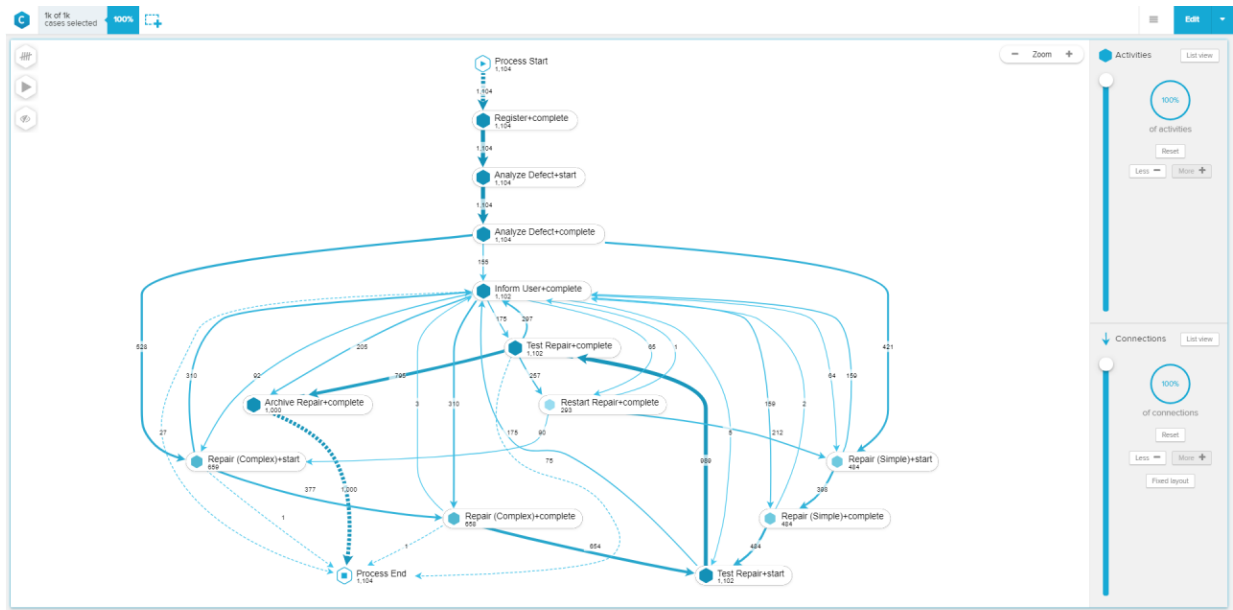 C
1k of 1k
cases selected
100%
Edit
Zoom
Process Start
1,104
1,104
Register+complete
1,104
1,104
Analyze Defect+start
1,104
1,104
Analyze Defect+complete
1,104
155
Inform User+complete
1,102
175
297
Test Repair+complete
1,102
528
310
92
205
795
257
65
1
64
159
421
Archive Repair+complete
1,000
3
310
Restart Repair+complete
293
159
2
27
175
90
5
212
Repair (Complex)+start
659
75
989
Repair (Simple)+start
484
377
1,000
398
1
Repair (Complex)+complete
658
Repair (Simple)+complete
484
1
654
484
Process End
1,104
Test Repair+start
1,102
Activities
List view
100%
of activities
Reset
Less
More
Connections
List view
100%
of connections
Reset
Less
More
Fixed layout